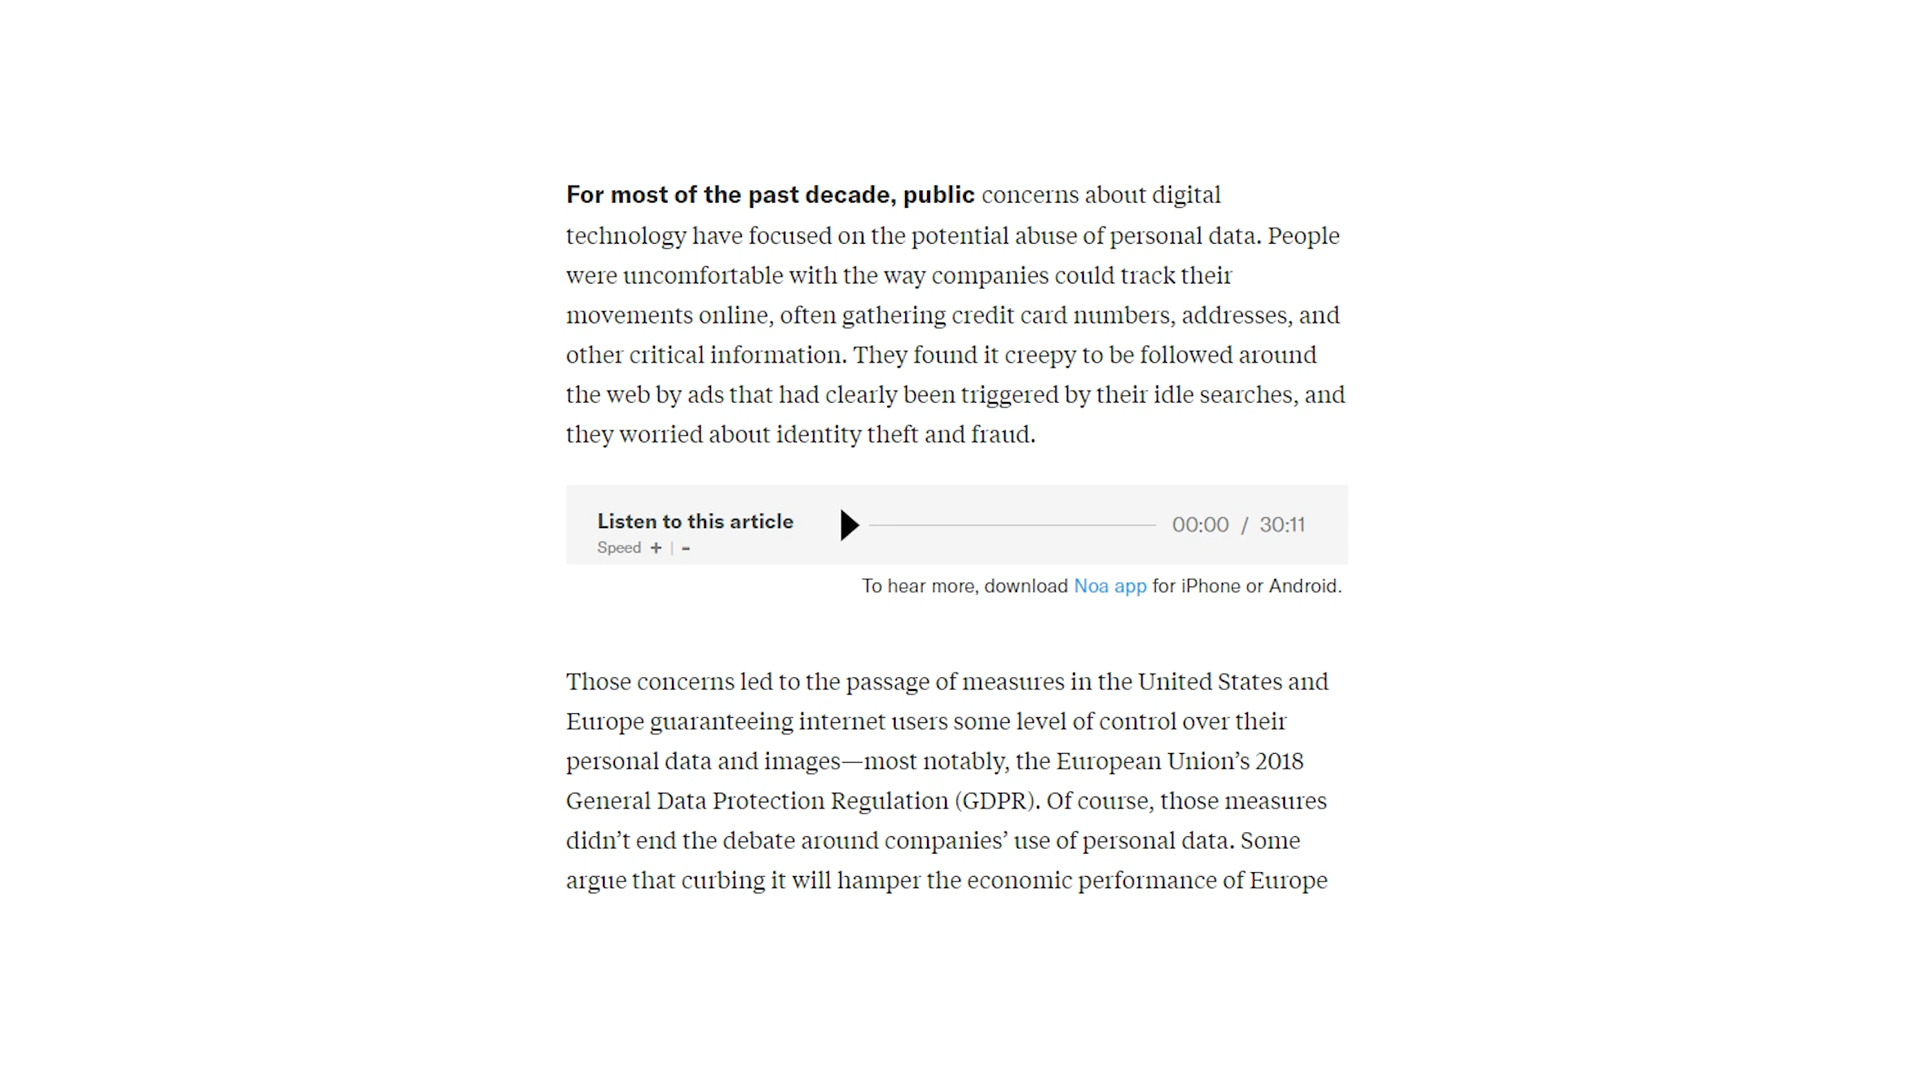 For most of the past decade, public concerns about digital
technology have focused on the potential abuse of personal data. People
were uncomfortable with the way companies could track their
movements online, often gathering credit card numbers, addresses, and
other critical information. They found it creepy to be followed around
the web by ads that had clearly been triggered by their idle searches, and
they worried about identity theft and fraud.
Listen to this article
Speed + | -
00:00 / 30:11
To hear more, download Noa app for iPhone or Android.
Those concerns led to the passage of measures in the United States and
Europe guaranteeing internet users some level of control over their
personal data and images—most notably, the European Union’s 2018
General Data Protection Regulation (GDPR). Of course, those measures
didn’t end the debate around companies’ use of personal data. Some
argue that curbing it will hamper the economic performance of Europe